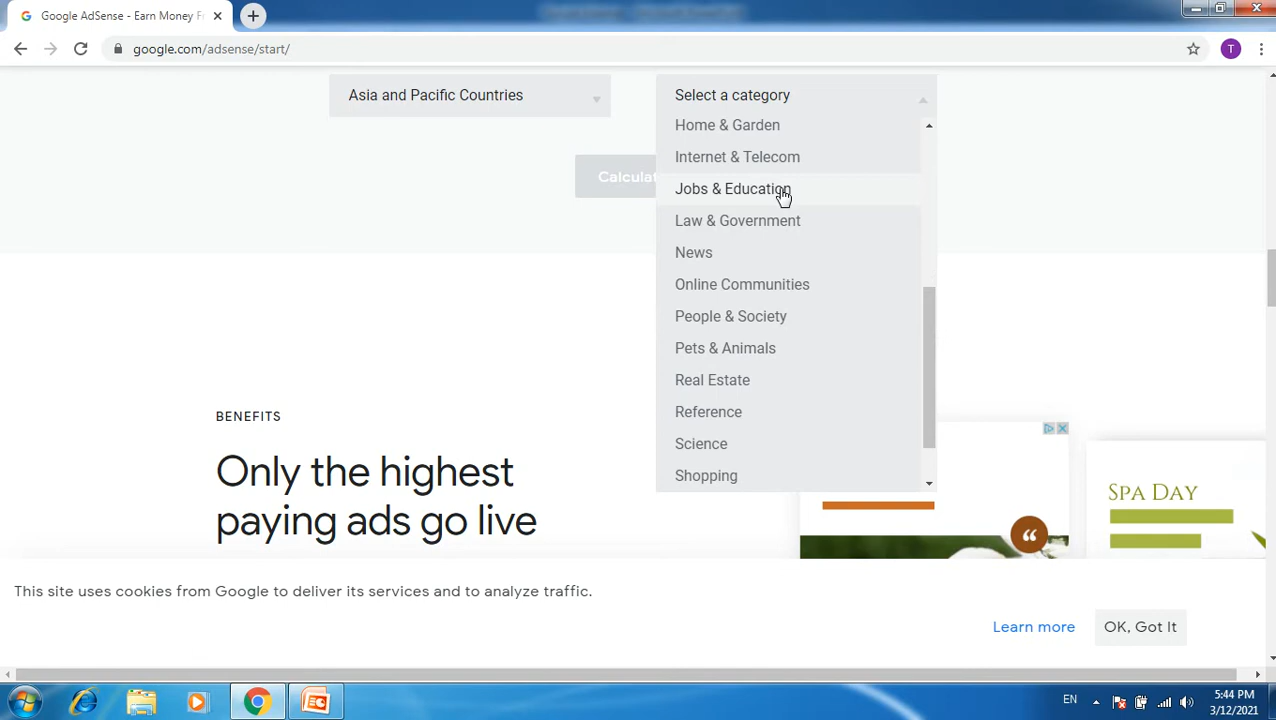 Google AdSense - Earn Money F
google.com/adsense/start/
T
Asia and Pacific Countries
Select a category
Home & Garden
Internet & Telecom
Calculat
Jobs & Education
Law & Government
News
Online Communities
People & Society
Pets & Animals
Real Estate
Reference
Science
Shopping
BENEFITS
Only the highest
paying ads go live
SPA DAY
This site uses cookies from Google to deliver its services and to analyze traffic.
Learn more
OK, Got It
EN
5:44 PM
3/12/2021